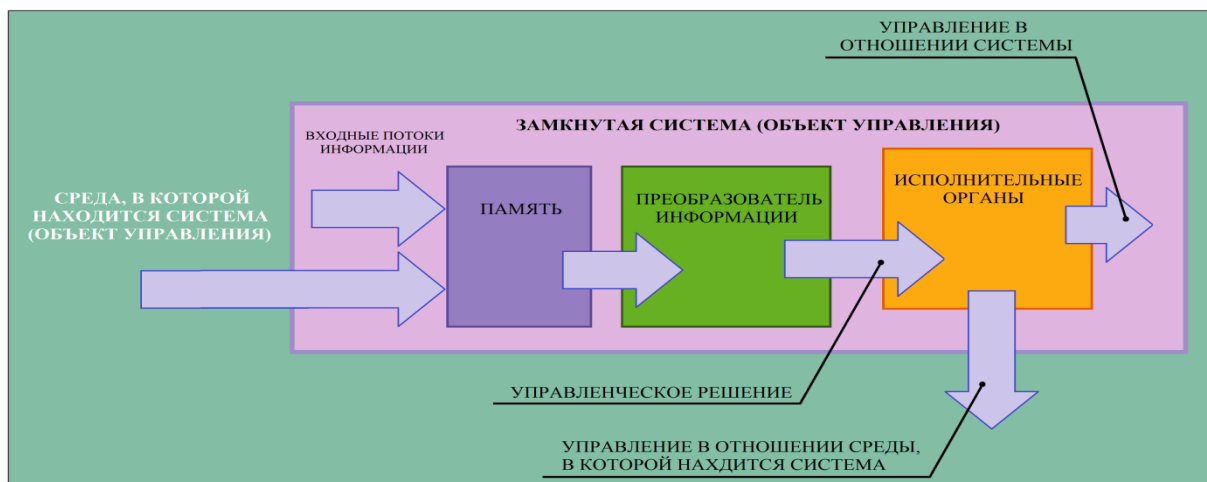 УПРАВЛЕНИЕ В
ОТНОШЕНИИ СИСТЕМЫ
ЗАМКНУТАЯ СИСТЕМА (ОБЪЕКТ УПРАВЛЕНИЯ)
ВХОДНЫЕ ПОТОКИ
ИНФОРМАЦИИ
СРЕДА, В КОТОРОЙ
НАХОДИТСЯ СИСТЕМА
(ОБЪЕКТ УПРАВЛЕНИЯ)
ПАМЯТЬ
ПРЕОБРАЗОВАТЕЛЬ
ИНФОРМАЦИИ
ИСПОЛНИТЕЛЬНЫЕ
ОРГАНЫ
УПРАВЛЕНЧЕСКОЕ РЕШЕНИЕ
УПРАВЛЕНИЕ В ОТНОШЕНИИ СРЕДЫ,
В КОТОРОЙ НАХДИТСЯ СИСТЕМА